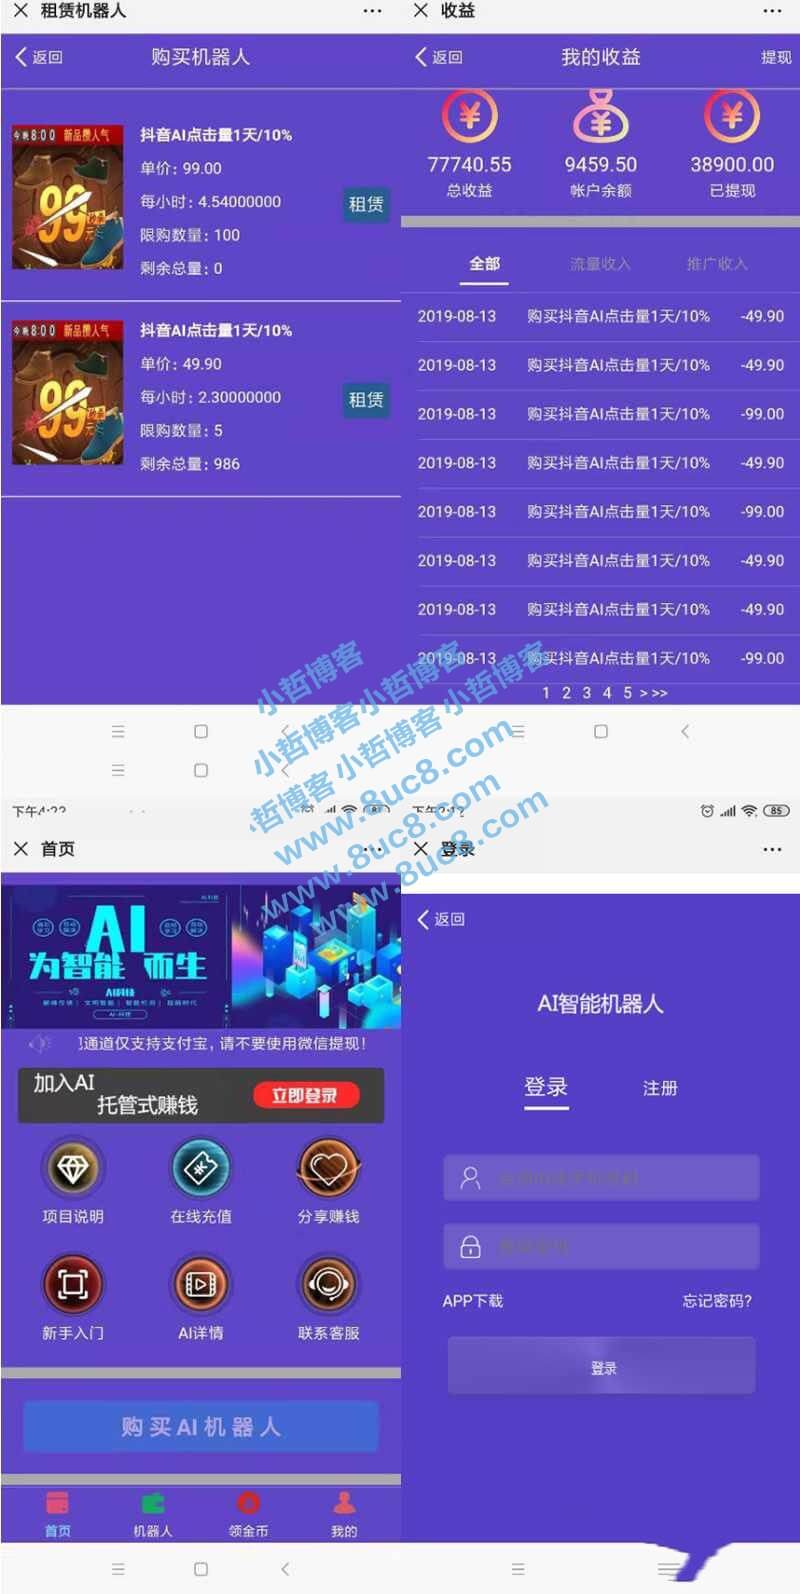 租赁机器人
返回
购买机器人
今晚8:00 新品攒人气
99
元
抖音AI点击量1天/10%
单价: 99.00
每小时: 4.54000000
限购数量: 100
剩余总量: 0
租赁
今晚8:00 新品攒人气
99
元
抖音AI点击量1天/10%
单价: 49.90
每小时: 2.30000000
限购数量: 5
剩余总量: 986
租赁
收益
返回
我的收益
提现
77740.55 9459.50 38900.00
总收益 帐户余额 已提现
全部 流量收入 推广收入
2019-08-13 购买抖音AI点击量1天/10% -49.90
2019-08-13 购买抖音AI点击量1天/10% -49.90
2019-08-13 购买抖音AI点击量1天/10% -99.00
2019-08-13 购买抖音AI点击量1天/10% -49.90
2019-08-13 购买抖音AI点击量1天/10% -99.00
2019-08-13 购买抖音AI点击量1天/10% -49.90
2019-08-13 购买抖音AI点击量1天/10% -49.90
2019-08-13 购买抖音AI点击量1天/10% -99.00
1 2 3 4 5 > >>
小哲博客
小哲博客小哲博客
小哲博客 小哲博客 小哲博客
www.8uc8.com
www.8uc8.com
下午4:22
首页
AI
为智能 而生
AI科技
通道仅支持支付宝，请不要使用微信提现!
加入AI
托管式赚钱
立即登录
项目说明 在线充值 分享赚钱
新手入门 AI详情 联系客服
购买AI机器人
首页 机器人 领金币 我的
下午2:12
85
登录
返回
AI智能机器人
登录 注册
APP下载 忘记密码?
登录